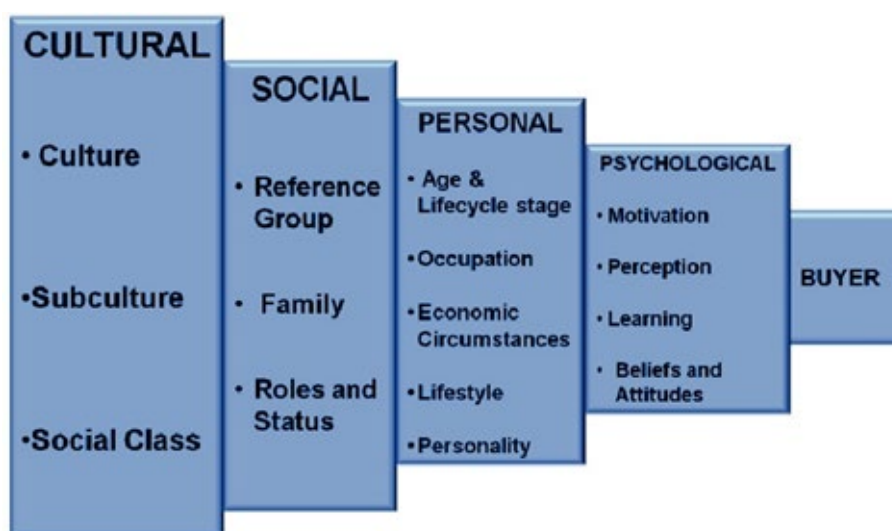 CULTURAL
• Culture
•Subculture
•Social Class
SOCIAL
• Reference
Group
• Family
• Roles and
Status
PERSONAL
• Age &
Lifecycle stage
•Occupation
•Economic
Circumstances
•Lifestyle
•Personality
PSYCHOLOGICAL
•Motivation
•Perception
•Learning
• Beliefs and
Attitudes
BUYER